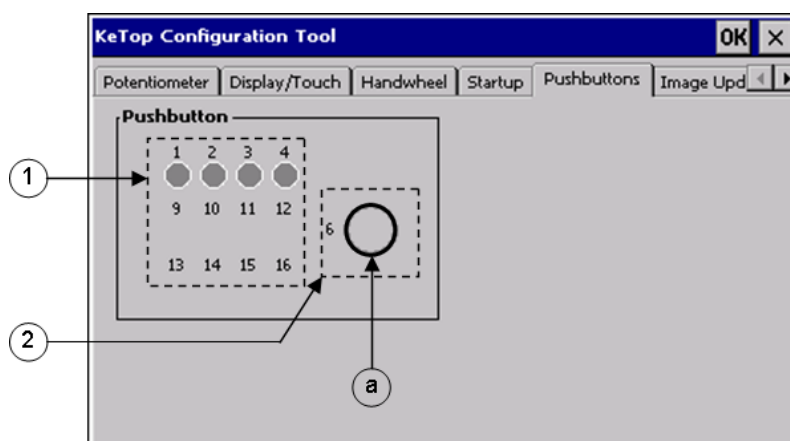 KeTop Configuration Tool OK ×
Potentiometer Display/Touch Handwheel Startup Pushbuttons Image Upd
Pushbutton
1 2 3 4
1
9 10 11 12
6
13 14 15 16
2
a